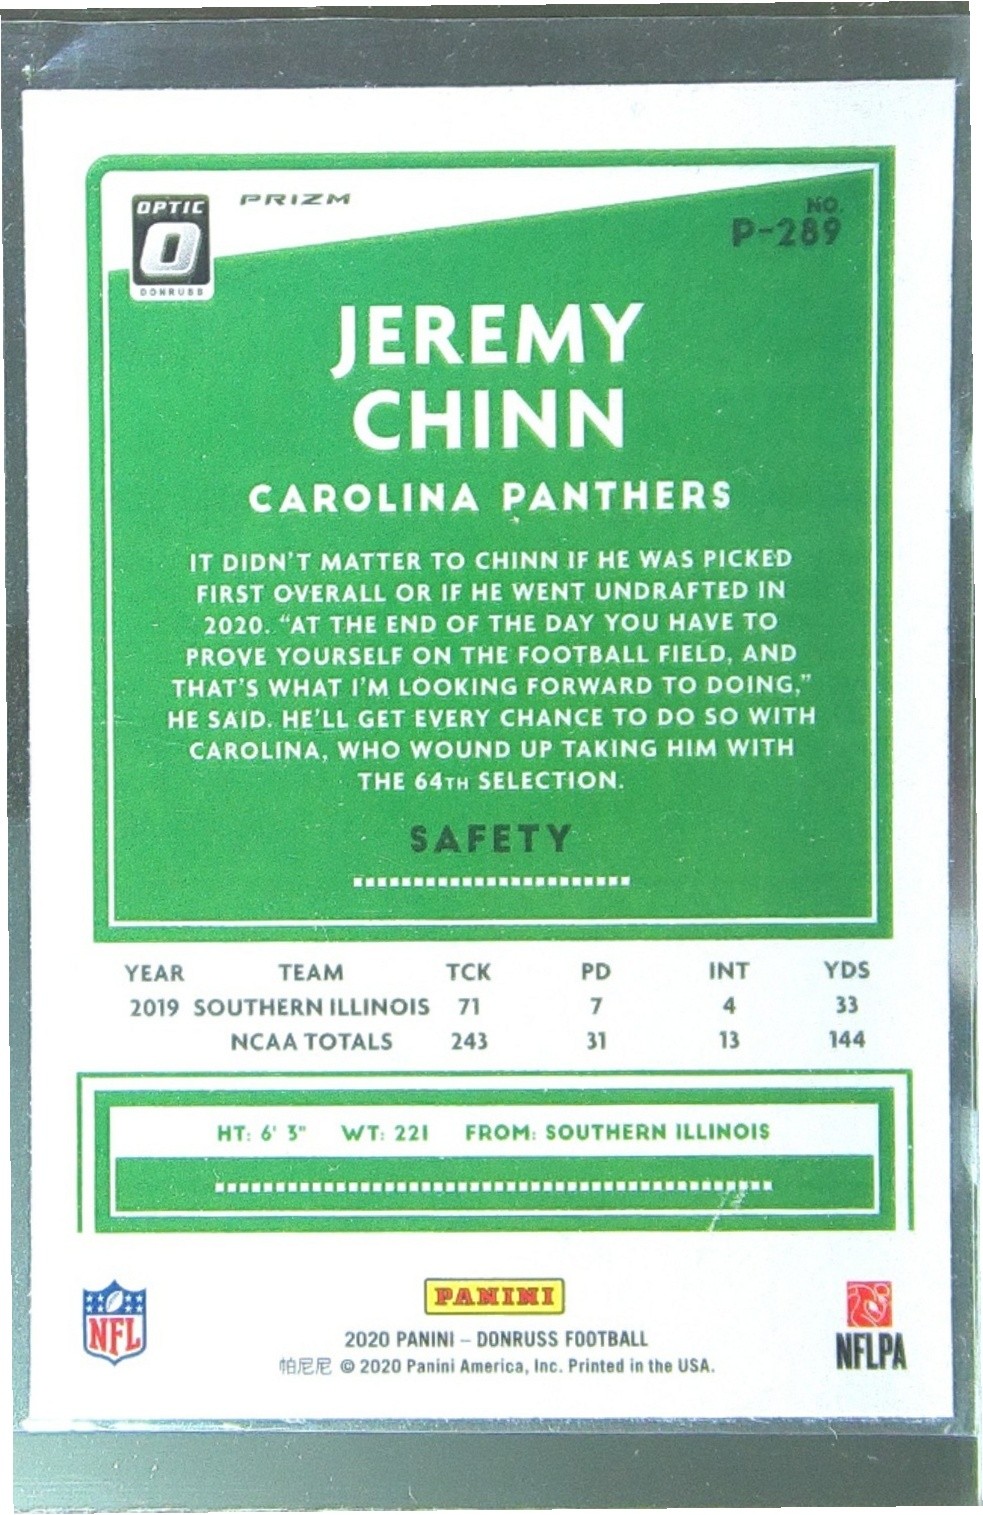 OPTIC
O
DONRUSS
PRIZM
NO.
P-289
JEREMY
CHINN
CAROLINA PANTHERS
IT DIDN'T MATTER TO CHINN IF HE WAS PICKED
FIRST OVERALL OR IF HE WENT UNDRAFTED IN
2020. “AT THE END OF THE DAY YOU HAVE TO
PROVE YOURSELF ON THE FOOTBALL FIELD, AND
THAT'S WHAT I'M LOOKING FORWARD TO DOING,”
HE SAID. HE'LL GET EVERY CHANCE TO DO SO WITH
CAROLINA, WHO WOUND UP TAKING HIM WITH
THE 64TH SELECTION.
SAFETY
YEAR TEAM TCK PD INT YDS
2019 SOUTHERN ILLINOIS 71 7 4 33
NCAA TOTALS 243 31 13 144
HT: 6' 3" WT: 221 FROM: SOUTHERN ILLINOIS
NFL
PANINI
2020 PANINI – DONRUSS FOOTBALL
帕尼尼 © 2020 Panini America, Inc. Printed in the USA.
NFLPA